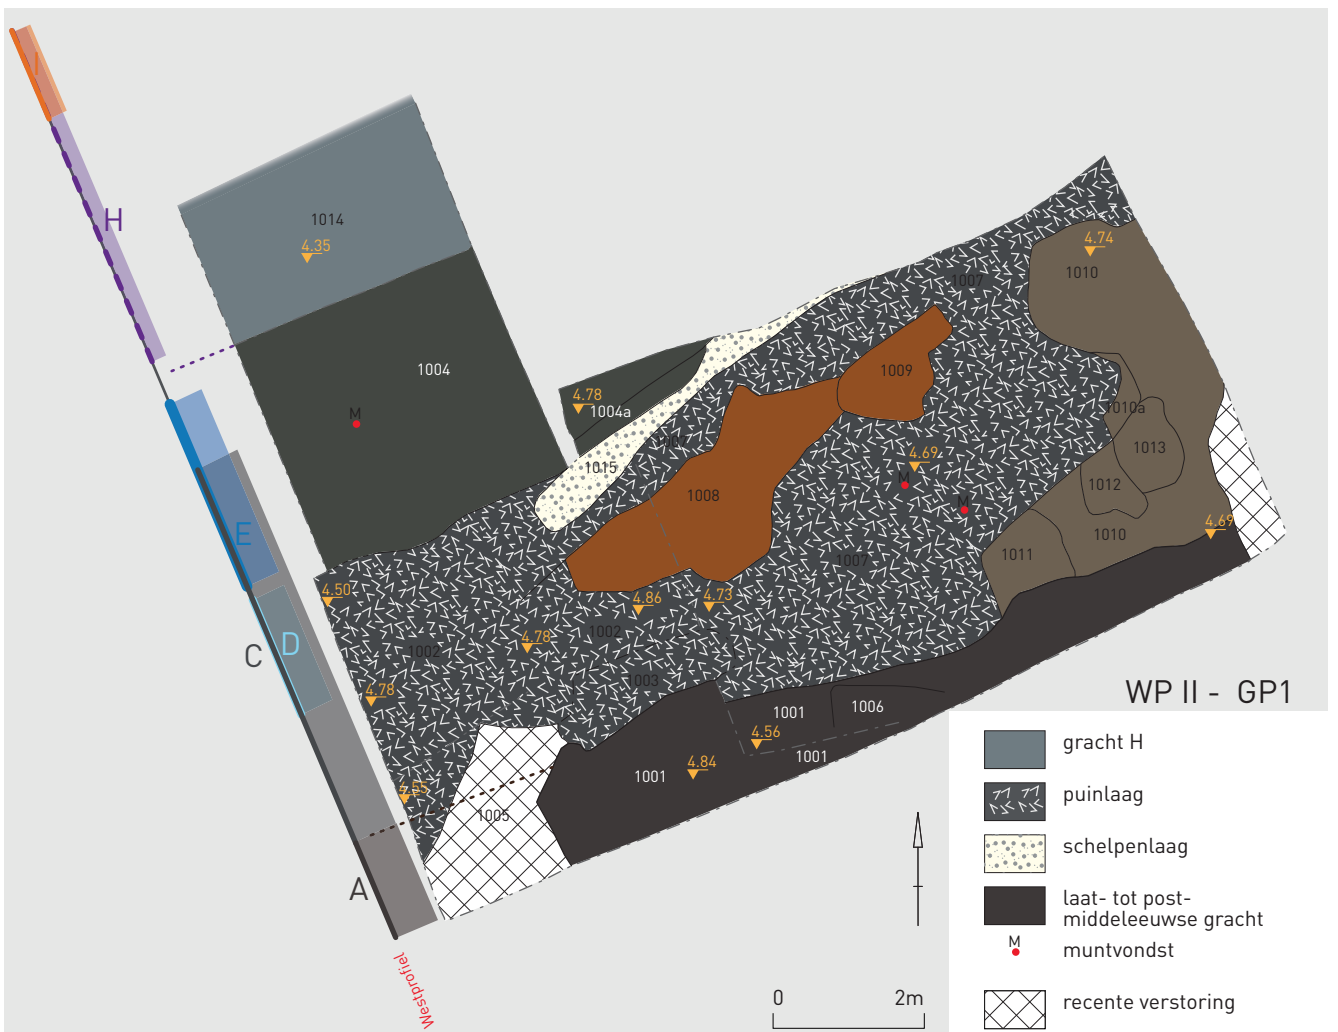 I
H
1014
4.35
4.74
1010
1007
1004
1009
4.78
1004a
M
1010a
1007
1013
4.69
1015
M
1012
1008
M
4.69
E
1010
1011
1007
4.50
4.86
4.73
1002
4.78
D
1002
C
1003
4.78
WP II - GP1
1001
1006
4.56
1001
1001
4.84
4.55
1005
A
Westprofiel
gracht H
puinlaag
schelpenlaag
laat- tot post-
middeleeuwse gracht
M
muntvondst
recente verstoring
0
2m